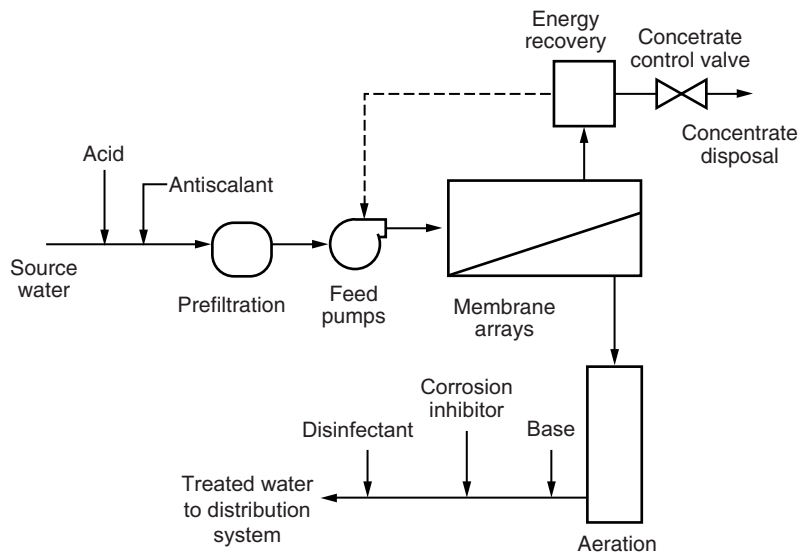 Energy
recovery
Concetrate
control valve
Concentrate
disposal
Acid
Antiscalant
Source
water
Prefiltration
Feed
pumps
Membrane
arrays
Corrosion
inhibitor
Disinfectant
Base
Treated water
to distribution
system
Aeration